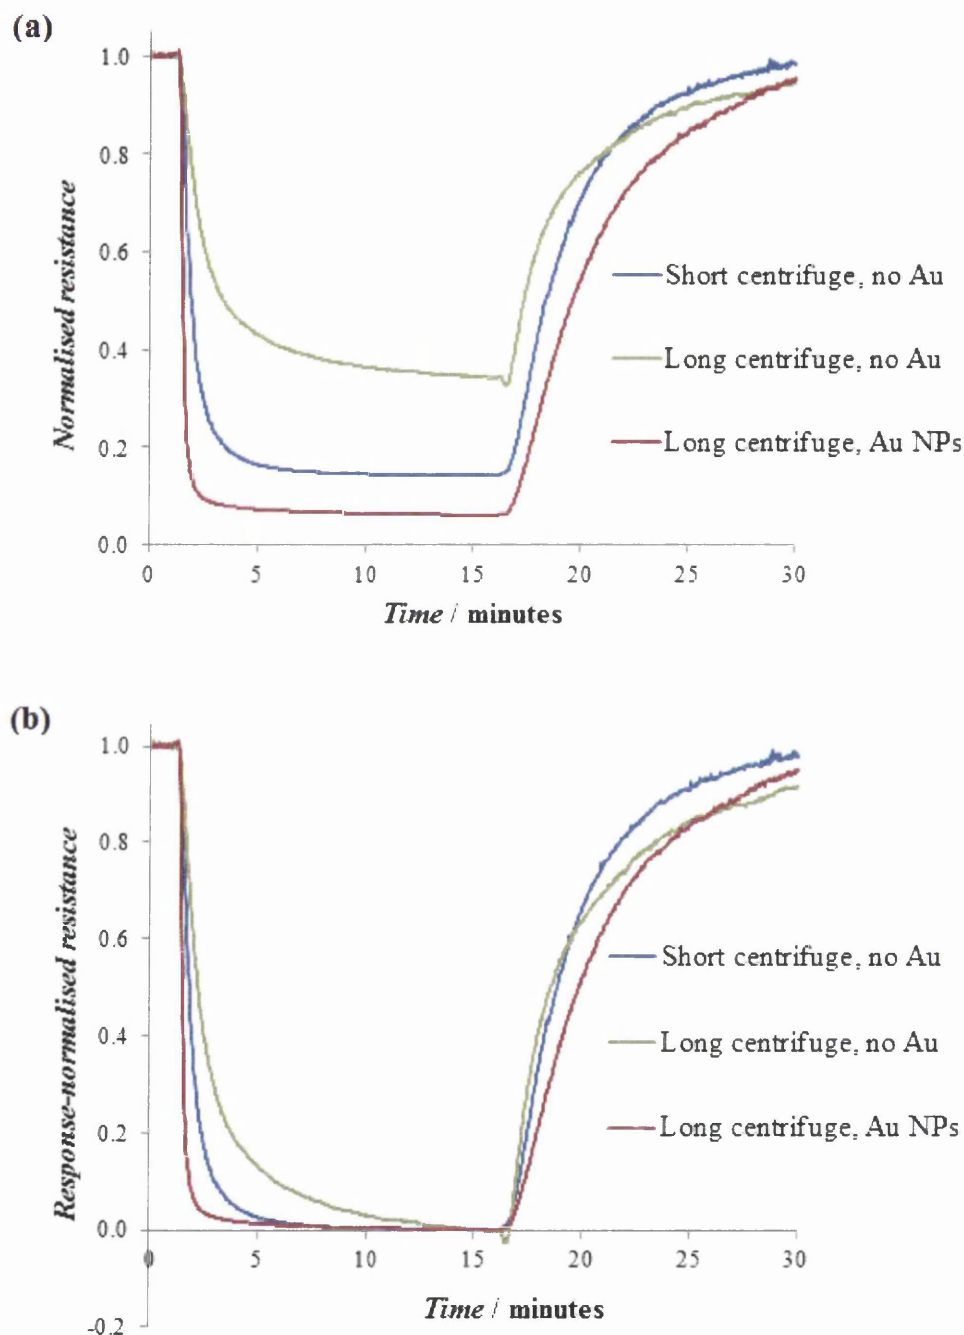 (a)
1.0
0.8
0.6
0.4
0.2
0.0
Normalised resistance
0 5 10 15 20 25 30
Time / minutes
Short centrifuge, no Au
Long centrifuge, no Au
Long centrifuge, Au NPs
(b)
1.0
0.8
0.6
0.4
0.2
0.0
-0.2
Response-normalised resistance
0 5 10 15 20 25 30
Time / minutes
Short centrifuge, no Au
Long centrifuge, no Au
Long centrifuge, Au NPs